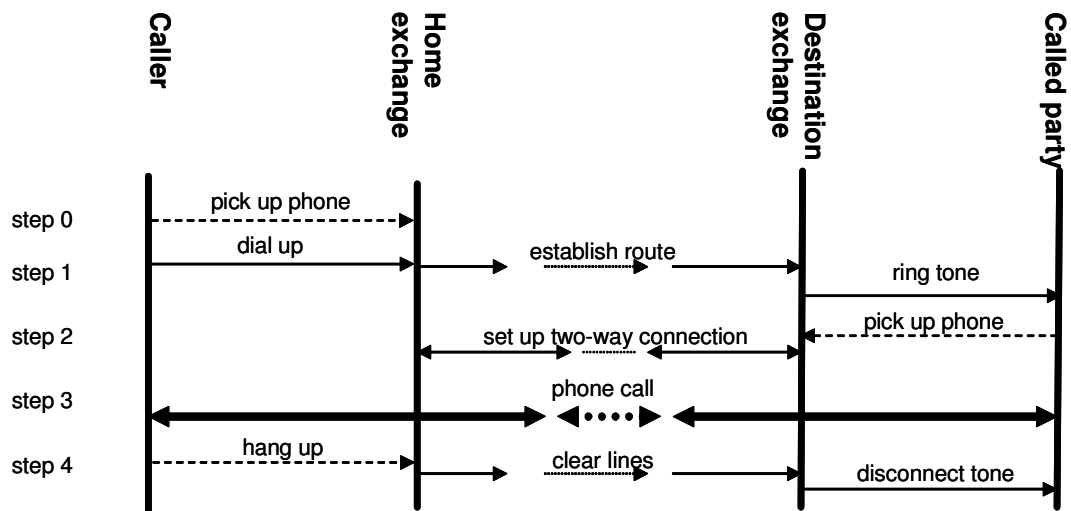 Caller
Home
exchange
Destination
exchange
Called party
step 0
pick up phone
step 1
dial up
establish route
ring tone
step 2
set up two-way connection
pick up phone
step 3
phone call
step 4
hang up
clear lines
disconnect tone